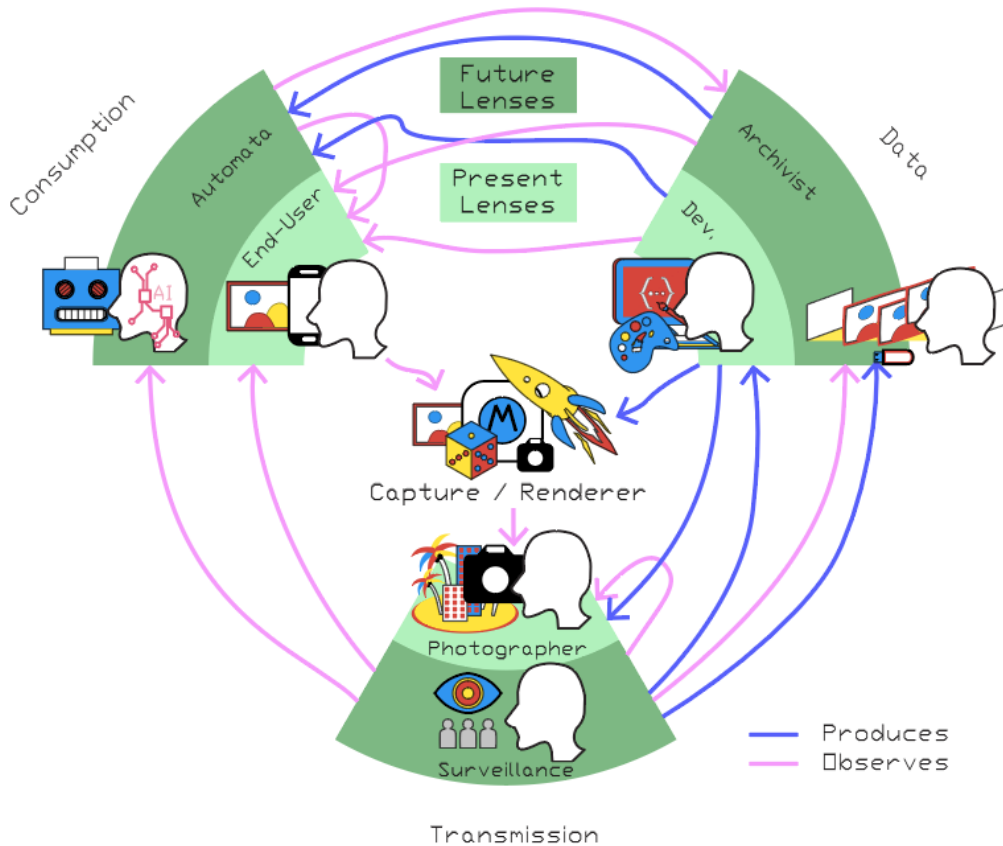 Future
Lenses
Consumption
Data
Automata
Archivist
Present
Lenses
End-User
Dev.
{...}
AI
M
Capture / Renderer
Photographer
Surveillance
Produces
Observes
Transmission